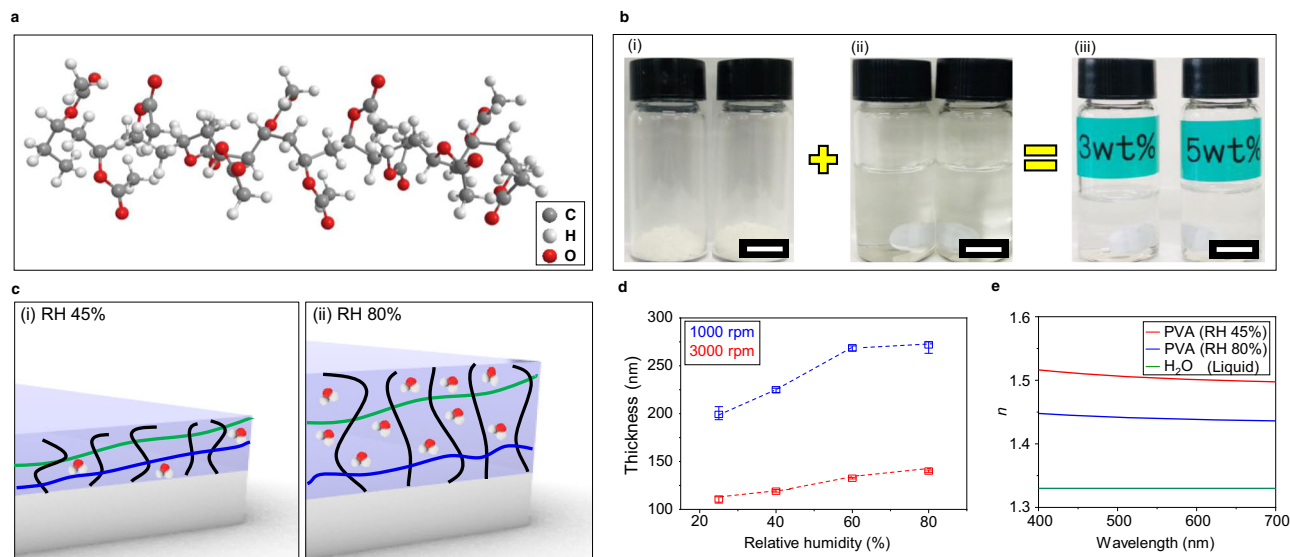 a
C
H
O
b
(i)
(ii)
(iii)
3wt%
5wt%
c
(i) RH 45%
(ii) RH 80%
d
1000 rpm
3000 rpm
300
250
200
150
100
Thickness (nm)
20
40
60
80
Relative humidity (%)
e
PVA (RH 45%)
PVA (RH 80%)
H₂O (Liquid)
1.6
1.5
1.4
1.3
n
400
500
600
700
Wavelength (nm)